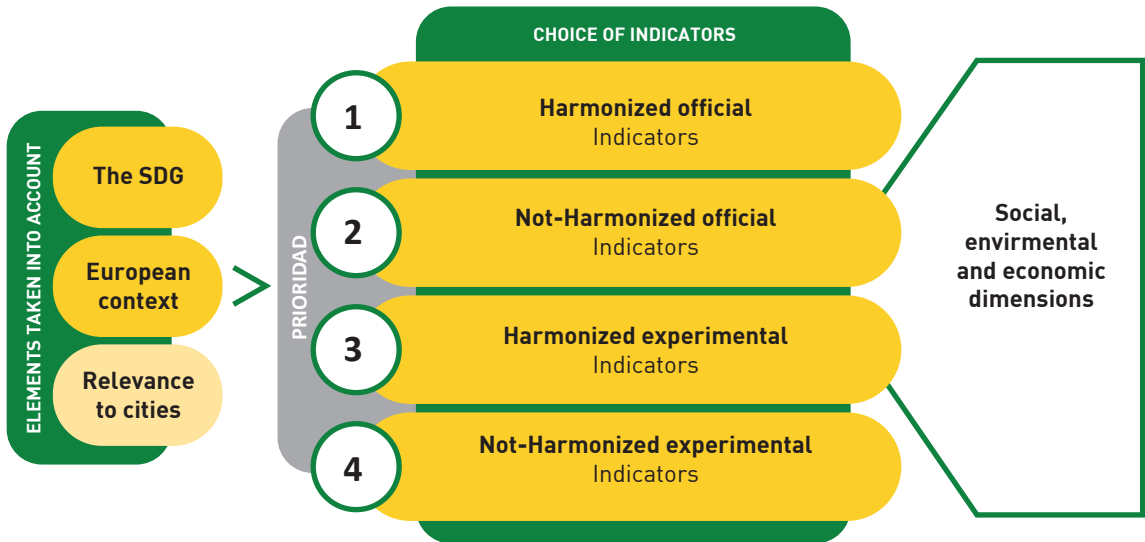 ELEMENTS TAKEN INTO ACCOUNT
The SDG
European
context
Relevance
to cities
PRIORIDAD
CHOICE OF INDICATORS
1
Harmonized official
Indicators
2
Not-Harmonized official
Indicators
3
Harmonized experimental
Indicators
4
Not-Harmonized experimental
Indicators
Social,
envirmental
and economic
dimensions